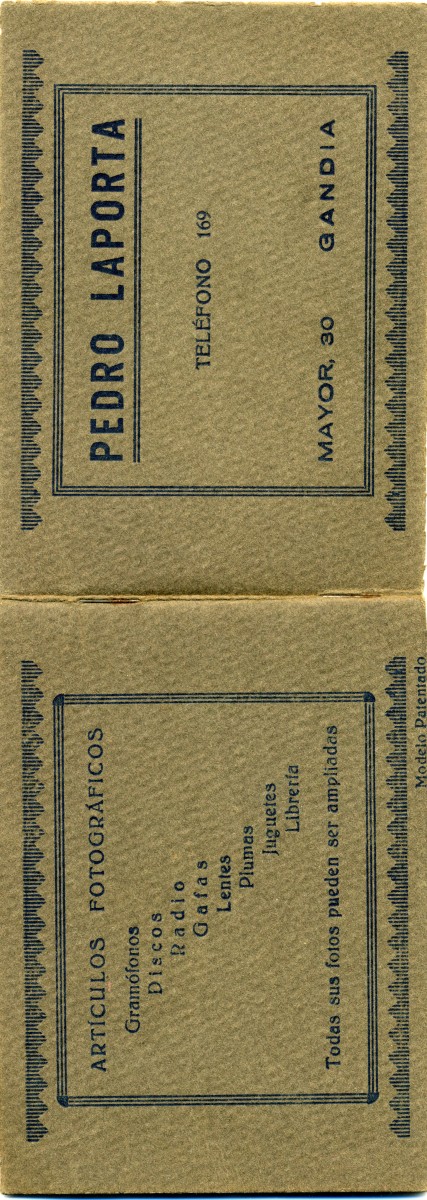 ARTÍCULOS FOTOGRÁFICOS
Gramófonos
Discos
Radio
Gafas
Lentes
Plumas
Juguetes
Librería
Todas sus fotos pueden ser ampliadas
Modelo Patentado
PEDRO LAPORTA
TELÉFONO 169
MAYOR, 30 GANDIA